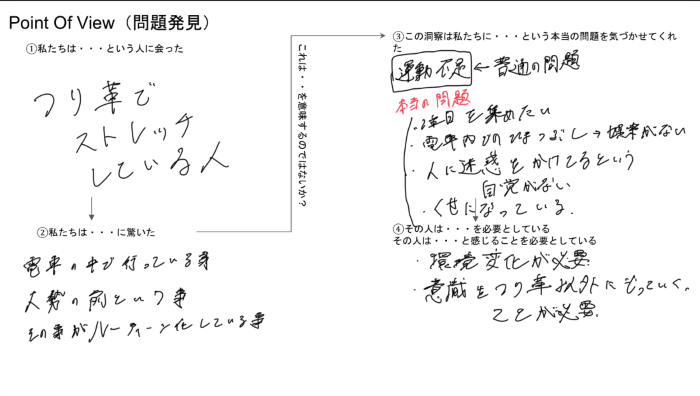 Point Of View（問題発見）
①私たちは・・・という人に会った
つり革で
ストレッチ
している人
②私たちは・・・に驚いた
電車の中で行っている事
大勢の前という事
その事がルーティーン化している事
これは・・を意味するのではないか？
③この洞察は私たちに・・・という本当の問題を気づかせてくれ
た
運動不足 ← 普通の問題
本当の問題
・注目を集めたい
・電車内でのひまつぶし→娯楽がない
・人に迷惑をかけてるという
自覚がない
・くせになっている.
④その人は・・・を必要としている
その人は・・・と感じることを必要としている
・環境変化が必要
・意識をつり革以外にもっていく
ことが必要.